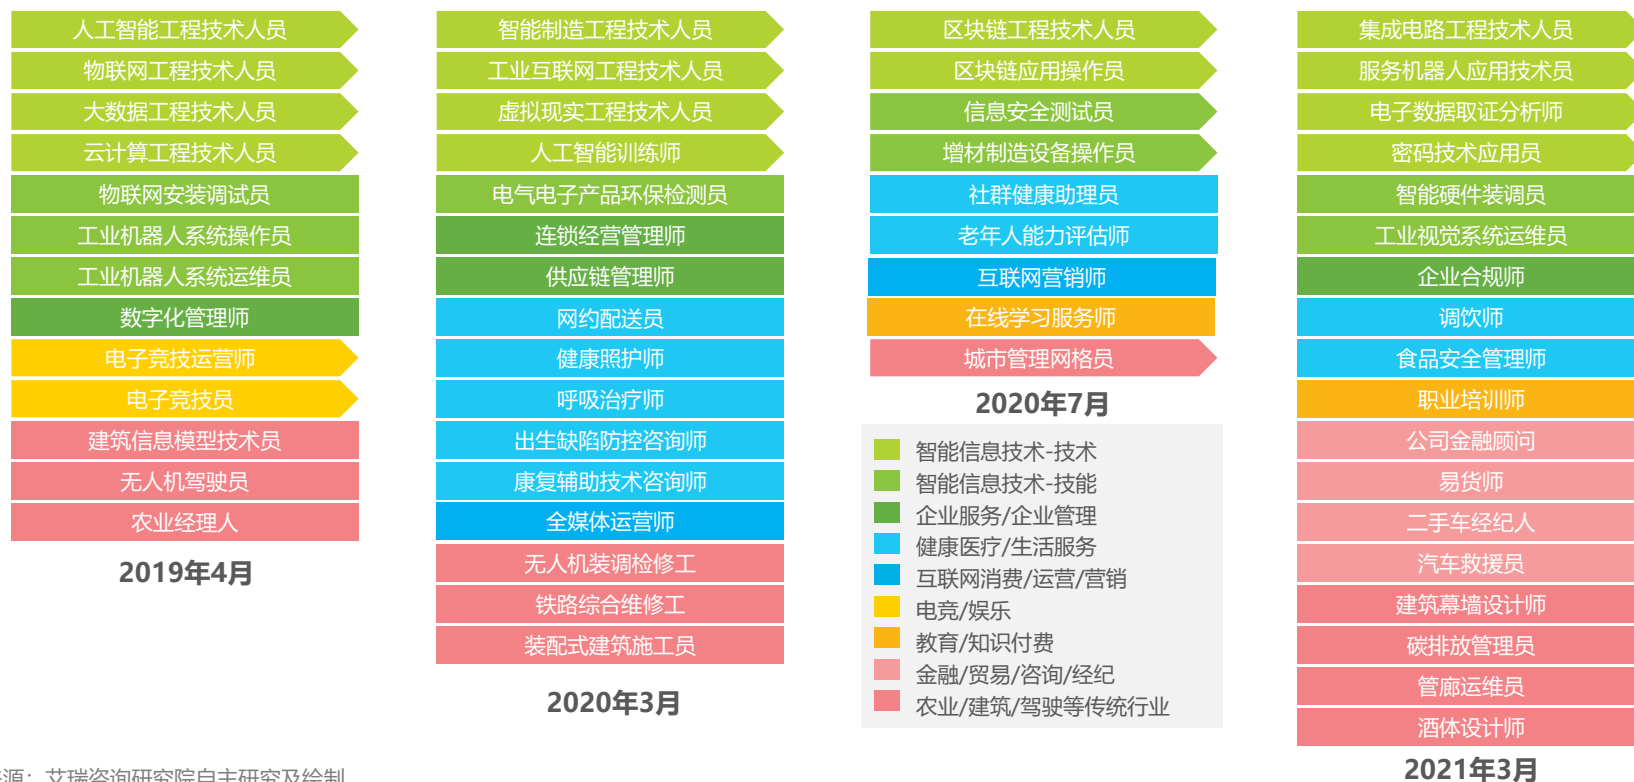 人工智能工程技术人员
物联网工程技术人员
大数据工程技术人员
云计算工程技术人员
物联网安装调试员
工业机器人系统操作员
工业机器人系统运维员
数字化管理师
电子竞技运营师
电子竞技员
建筑信息模型技术员
无人机驾驶员
农业经理人
2019年4月
智能制造工程技术人员
工业互联网工程技术人员
虚拟现实工程技术人员
人工智能训练师
电气电子产品环保检测员
连锁经营管理师
供应链管理师
网约配送员
健康照护师
呼吸治疗师
出生缺陷防控咨询师
康复辅助技术咨询师
全媒体运营师
无人机装调检修工
铁路综合维修工
装配式建筑施工员
2020年3月
区块链工程技术人员
区块链应用操作员
信息安全测试员
增材制造设备操作员
社群健康助理员
老年人能力评估师
互联网营销师
在线学习服务师
城市管理网格员
2020年7月
智能信息技术-技术
智能信息技术-技能
企业服务/企业管理
健康医疗/生活服务
互联网消费/运营/营销
电竞/娱乐
教育/知识付费
金融/贸易/咨询/经纪
农业/建筑/驾驶等传统行业
集成电路工程技术人员
服务机器人应用技术员
电子数据取证分析师
密码技术应用员
智能硬件装调员
工业视觉系统运维员
企业合规师
调饮师
食品安全管理师
职业培训师
公司金融顾问
易货师
二手车经纪人
汽车救援员
建筑幕墙设计师
碳排放管理员
管廊运维员
酒体设计师
2021年3月
来源：艾瑞咨询研究院自主研究及绘制